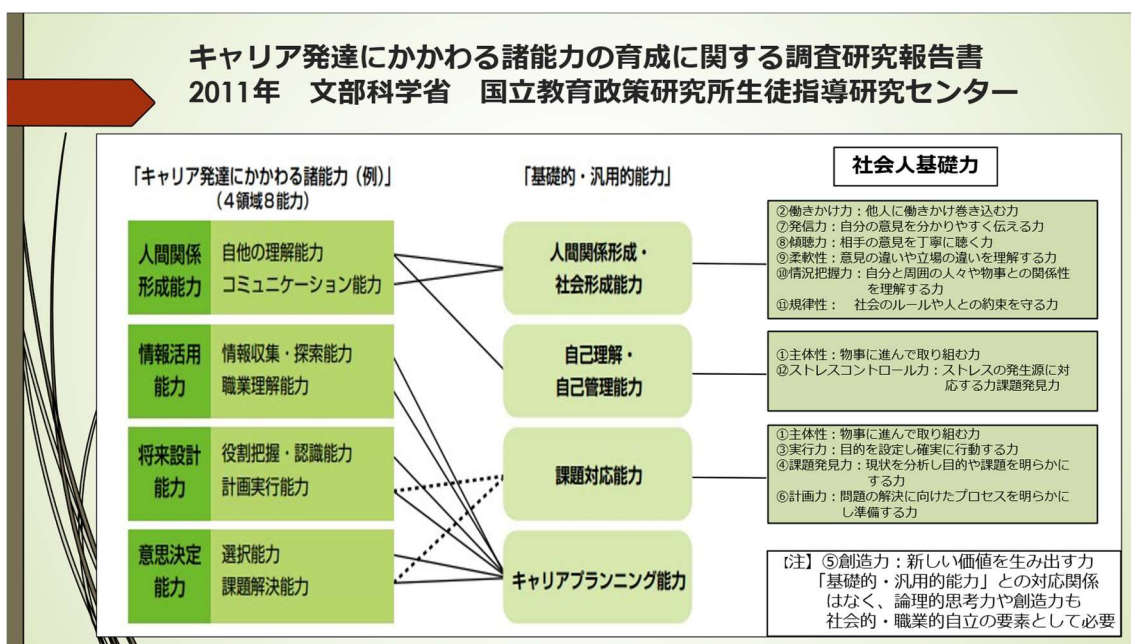 キャリア発達にかかわる諸能力の育成に関する調査研究報告書
2011年　文部科学省　国立教育政策研究所生徒指導研究センター
「キャリア発達にかかわる諸能力（例）」
（4領域8能力）
人間関係
形成能力
自他の理解能力
コミュニケーション能力
情報活用
能力
情報収集・探索能力
職業理解能力
将来設計
能力
役割把握・認識能力
計画実行能力
意思決定
能力
選択能力
課題解決能力
「基礎的・汎用的能力」
人間関係形成・
社会形成能力
自己理解・
自己管理能力
課題対応能力
キャリアプランニング能力
社会人基礎力
②働きかけ力：他人に働きかけ巻き込む力
⑦発信力：自分の意見を分かりやすく伝える力
⑧傾聴力：相手の意見を丁寧に聴く力
⑨柔軟性：意見の違いや立場の違いを理解する力
⑩情況把握力：自分と周囲の人々や物事との関係性
を理解する力
⑪規律性：　社会のルールや人との約束を守る力
①主体性：物事に進んで取り組む力
⑫ストレスコントロール力：ストレスの発生源に対
応する力課題発見力
①主体性：物事に進んで取り組む力
③実行力：目的を設定し確実に行動する力
④課題発見力：現状を分析し目的や課題を明らかに
する力
⑥計画力：問題の解決に向けたプロセスを明らかに
し準備する力
【注】⑤創造力：新しい価値を生み出す力
「基礎的・汎用的能力」との対応関係
はなく、論理的思考力や創造力も
社会的・職業的自立の要素として必要